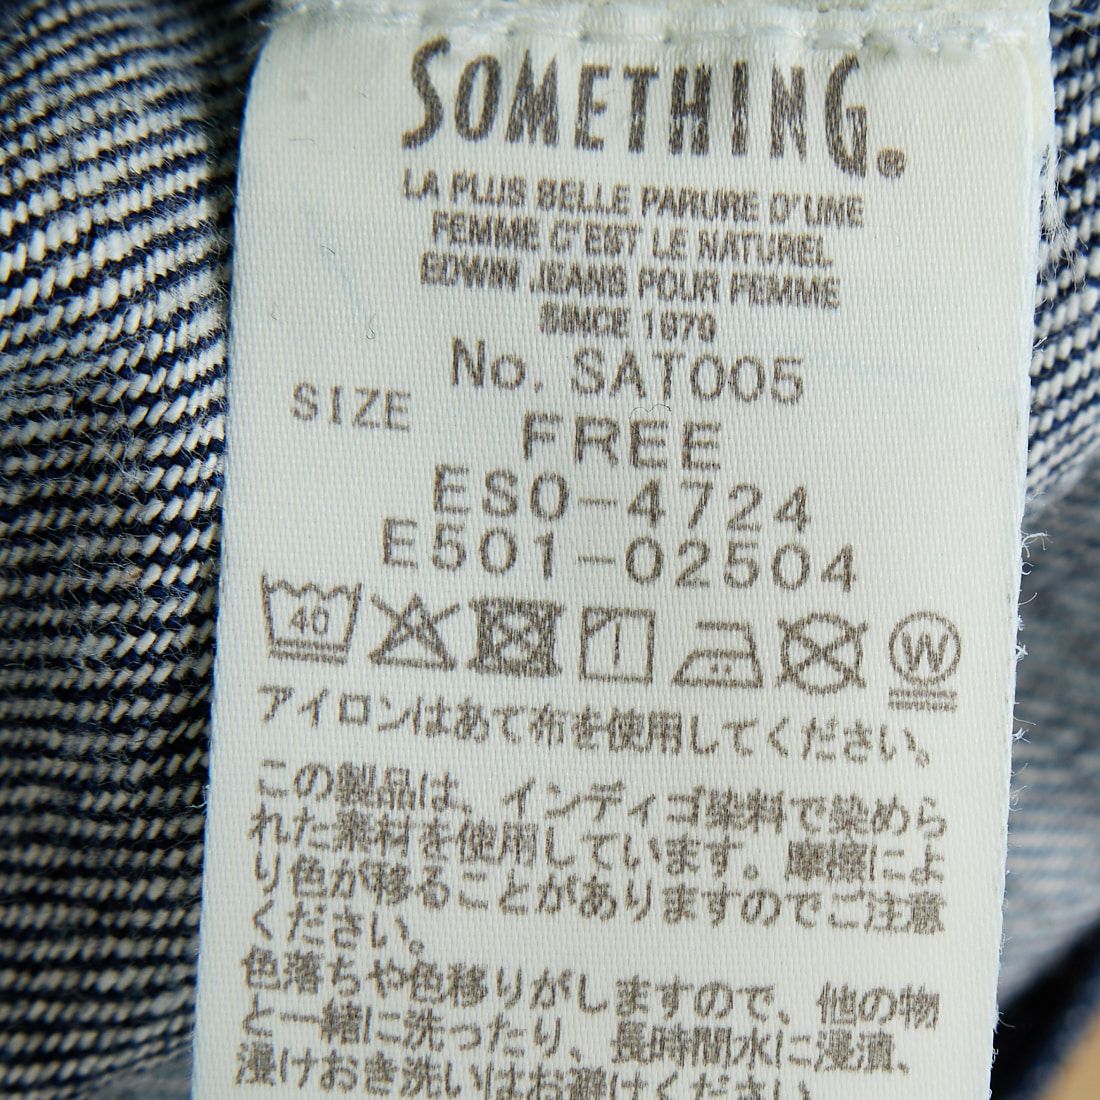 SOMETHING®
LA PLUS BELLE PARURE D'UNE
FEMME C'EST LE NATUREL
EDWIN JEANS POUR FEMME
SINCE 1979
No. SAT005
SIZE
FREE
ES0-4724
E501-02504
40
W
アイロンはあて布を使用してください。
この製品は、インディゴ染料で染めら
れた素材を使用しています。摩擦によ
り色が移ることがありますのでご注意
ください。
色落ちや色移りがしますので、他の物
と一緒に洗ったり、長時間水に浸漬、
浸けおき洗いはお避けください。